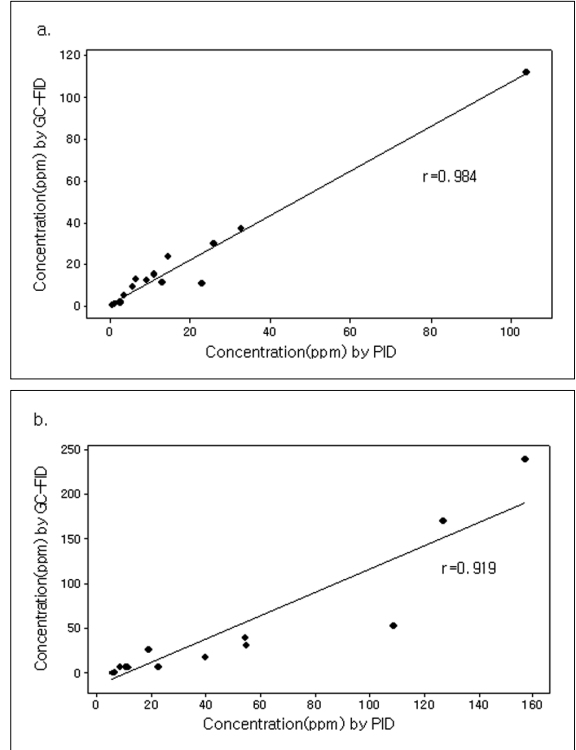 a.
120
100
80
60
40
20
0
Concentration(ppm) by GC-FID
r=0.984
0 20 40 60 80 100
Concentration(ppm) by PID
b.
250
200
150
100
50
0
Concentration(ppm) by GC-FID
r=0.919
0 20 40 60 80 100 120 140 160
Concentration(ppm) by PID